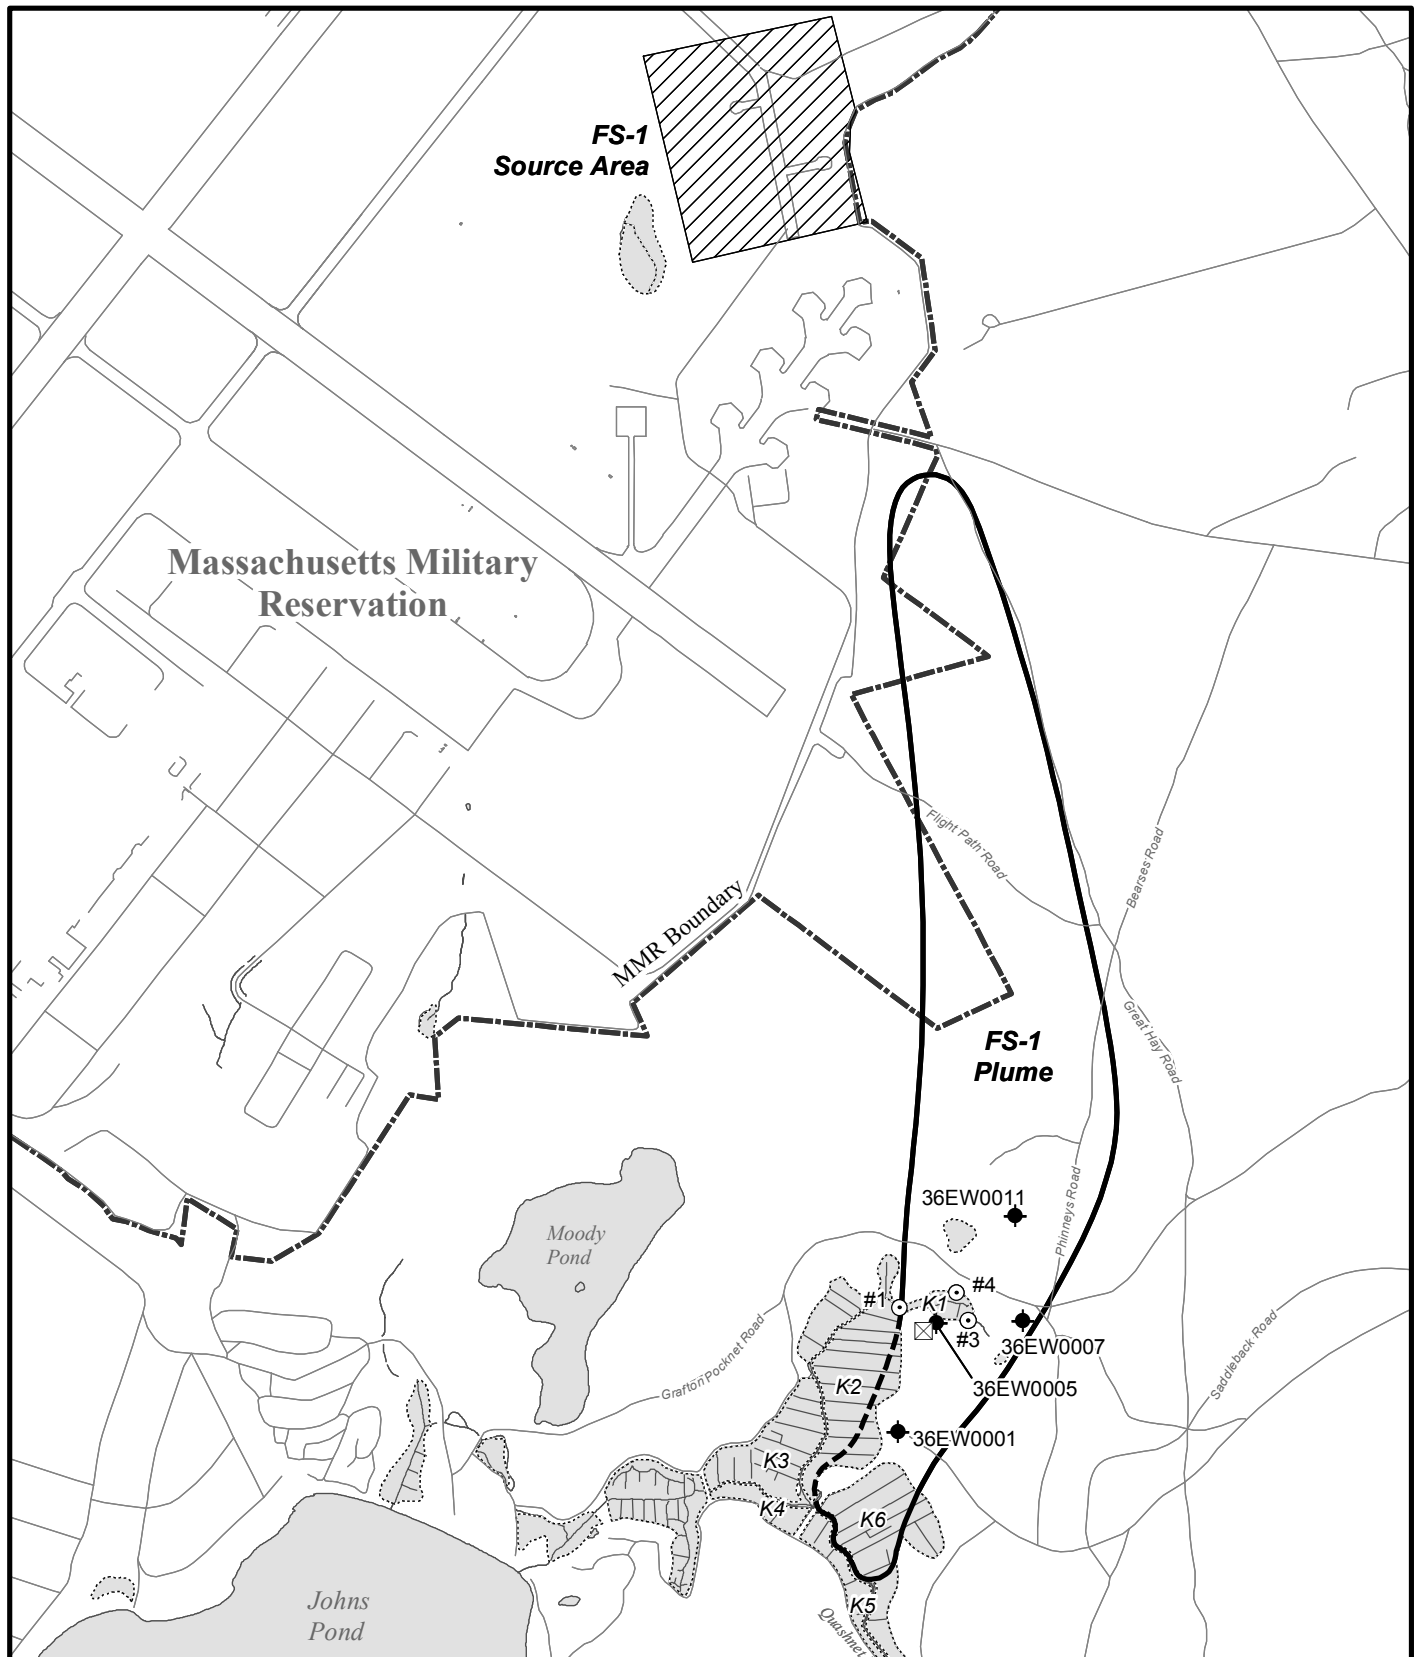 FS-1
Source Area
Massachusetts Military
Reservation
Flight Path Road
Bearses Road
MMR Boundary
Great Hay Road
FS-1
Plume
Phinneys Road
36EW0011
Moody
Pond
#4
#1
K1
#3
36EW0007
Saddleback Road
Grafton Pocknet Road
K2
36EW0005
36EW0001
K3
K4
K6
K5
Johns
Pond
Quashnet